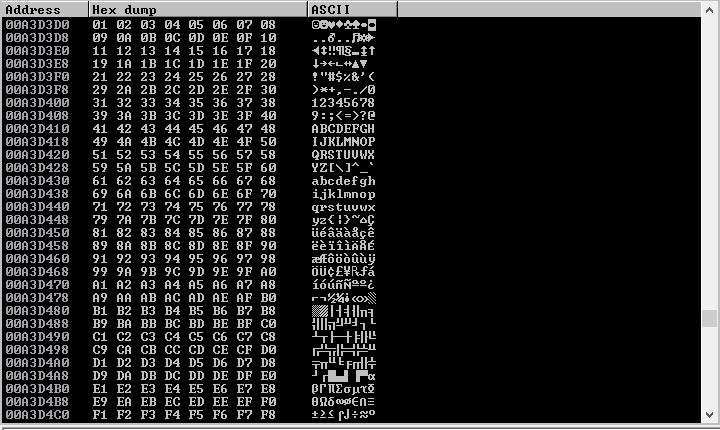 Address Hex dump ASCII
00A3D3D0 01 02 03 04 05 06 07 08 ☺☻♥♦♣♠•◘
00A3D3D8 09 0A 0B 0C 0D 0E 0F 10 ..♂..♫☼►
00A3D3E0 11 12 13 14 15 16 17 18 ◄↕‼¶§▬↨↑
00A3D3E8 19 1A 1B 1C 1D 1E 1F 20 ↓→←∟↔▲▼
00A3D3F0 21 22 23 24 25 26 27 28 !"#$%&'(
00A3D3F8 29 2A 2B 2C 2D 2E 2F 30 )*+,-./0
00A3D400 31 32 33 34 35 36 37 38 12345678
00A3D408 39 3A 3B 3C 3D 3E 3F 40 9:;<=>?@
00A3D410 41 42 43 44 45 46 47 48 ABCDEFGH
00A3D418 49 4A 4B 4C 4D 4E 4F 50 IJKLMNOP
00A3D420 51 52 53 54 55 56 57 58 QRSTUVWX
00A3D428 59 5A 5B 5C 5D 5E 5F 60 YZ[\]^_`
00A3D430 61 62 63 64 65 66 67 68 abcdefgh
00A3D438 69 6A 6B 6C 6D 6E 6F 70 ijklmnop
00A3D440 71 72 73 74 75 76 77 78 qrstuvwx
00A3D448 79 7A 7B 7C 7D 7E 7F 80 yz{|}~⌂Ç
00A3D450 81 82 83 84 85 86 87 88 üéâäàåçê
00A3D458 89 8A 8B 8C 8D 8E 8F 90 ëèïîìÄÅÉ
00A3D460 91 92 93 94 95 96 97 98 æÆôöòûùÿ
00A3D468 99 9A 9B 9C 9D 9E 9F A0 ÖÜ¢£¥₧ƒá
00A3D470 A1 A2 A3 A4 A5 A6 A7 A8 íóúñÑªº¿
00A3D478 A9 AA AB AC AD AE AF B0 ⌐¬½¼¡«»░
00A3D480 B1 B2 B3 B4 B5 B6 B7 B8 ▒▓│┤╡╢╖╕
00A3D488 B9 BA BB BC BD BE BF C0 ╣║╗╝╜╛┐└
00A3D490 C1 C2 C3 C4 C5 C6 C7 C8 ┴┬├─┼╞╟╚
00A3D498 C9 CA CB CC CD CE CF D0 ╔╩╦╠═╬╧╨
00A3D4A0 D1 D2 D3 D4 D5 D6 D7 D8 ╤╥╙╘╒╓╫╪
00A3D4A8 D9 DA DB DC DD DE DF E0 ┘┌█▄▌▐▀α
00A3D4B0 E1 E2 E3 E4 E5 E6 E7 E8 ßΓπΣσµτΦ
00A3D4B8 E9 EA EB EC ED EE EF F0 ΘΩδ∞φε∩≡
00A3D4C0 F1 F2 F3 F4 F5 F6 F7 F8 ±≥≤⌠⌡÷≈°